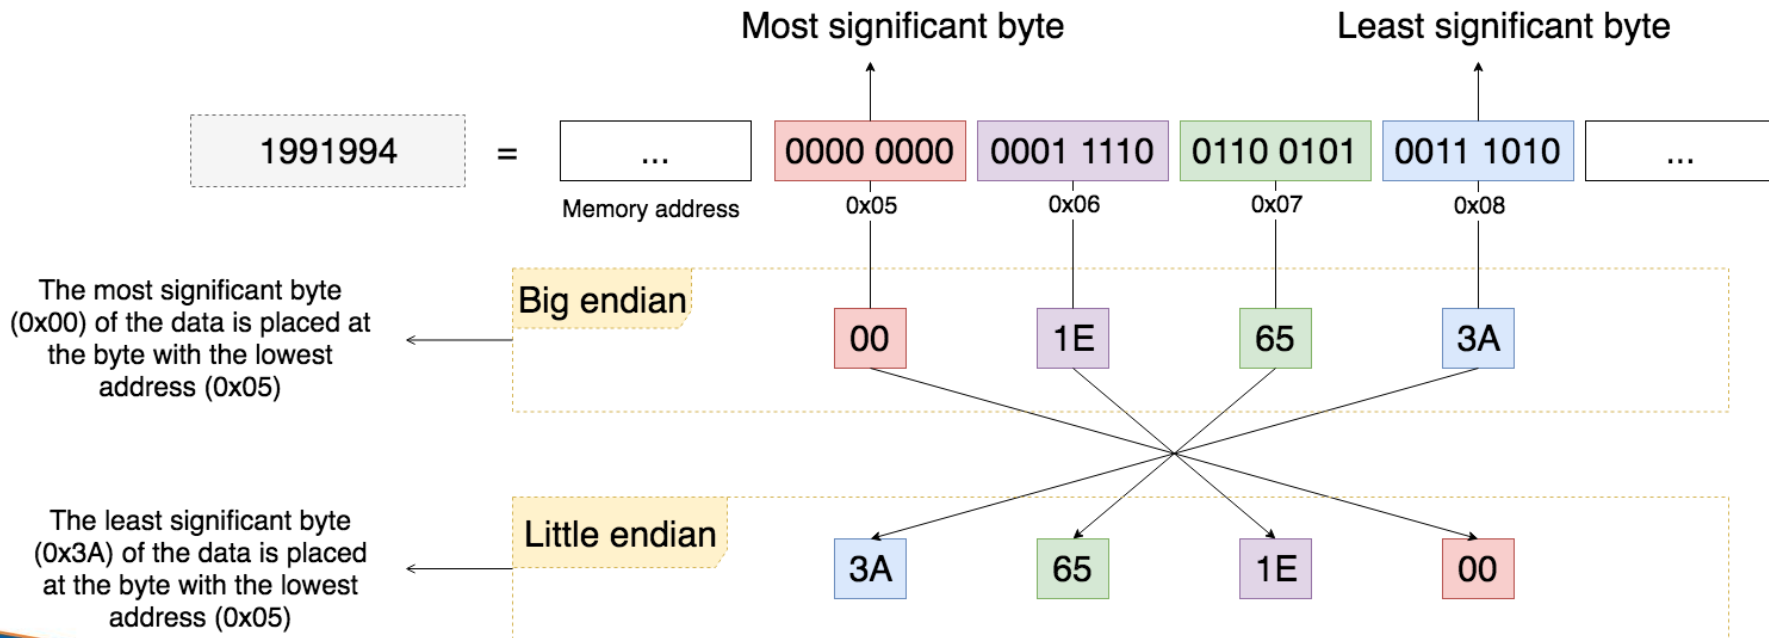 Most significant byte
Least significant byte
1991994
=
...
0000 0000
0001 1110
0110 0101
0011 1010
...
Memory address
0x05
0x06
0x07
0x08
The most significant byte
(0x00) of the data is placed at
the byte with the lowest
address (0x05)
Big endian
00
1E
65
3A
The least significant byte
(0x3A) of the data is placed
at the byte with the lowest
address (0x05)
Little endian
3A
65
1E
00